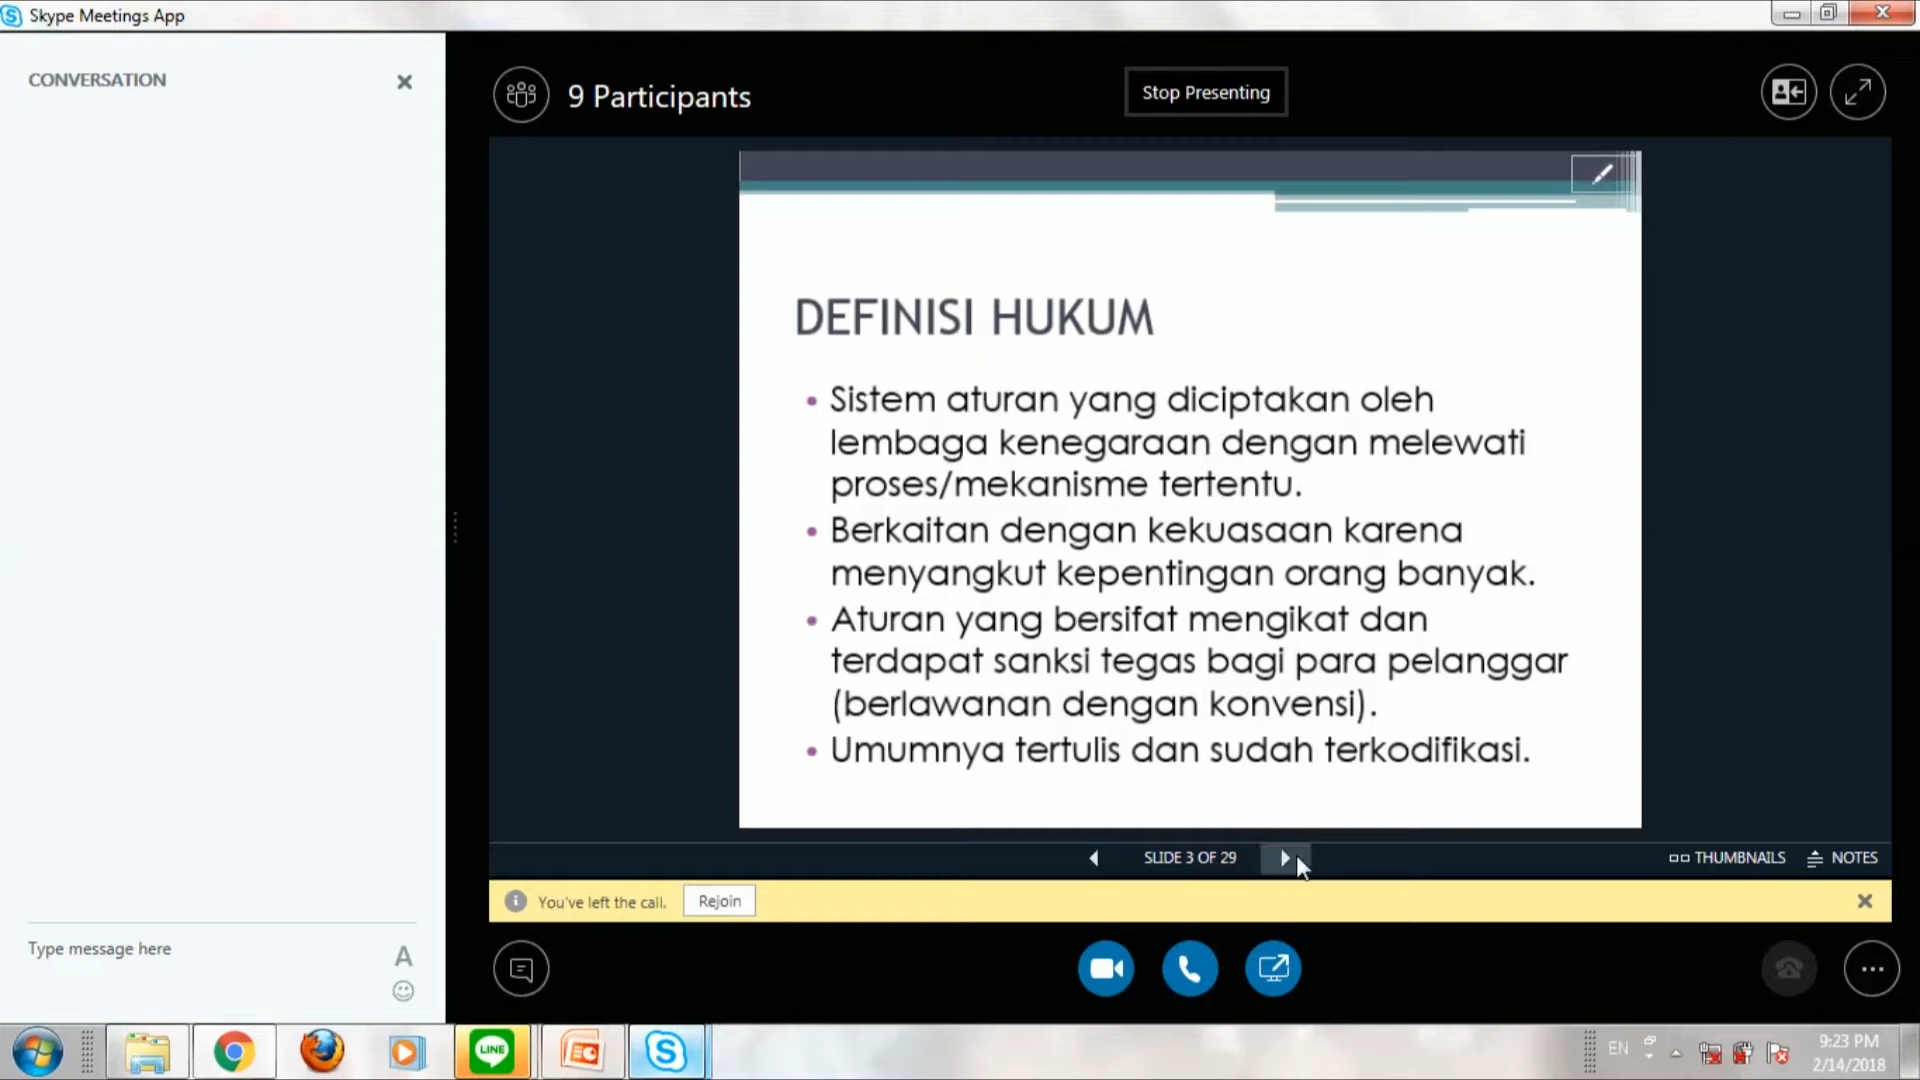 Skype Meetings App
CONVERSATION
9 Participants
Stop Presenting
DEFINISI HUKUM
• Sistem aturan yang diciptakan oleh
lembaga kenegaraan dengan melewati
proses/mekanisme tertentu.
• Berkaitan dengan kekuasaan karena
menyangkut kepentingan orang banyak.
• Aturan yang bersifat mengikat dan
terdapat sanksi tegas bagi para pelanggar
(berlawanan dengan konvensi).
• Umumnya tertulis dan sudah terkodifikasi.
SLIDE 3 OF 29
THUMBNAILS
NOTES
You've left the call.
Rejoin
Type message here
A
LINE
EN
9:23 PM
2/14/2018